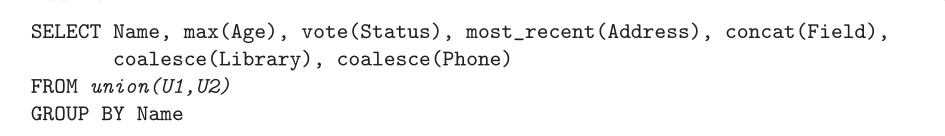 SELECT Name, max(Age), vote(Status), most_recent(Address), concat(Field),
coalesce(Library), coalesce(Phone)
FROM union(U1,U2)
GROUP BY Name